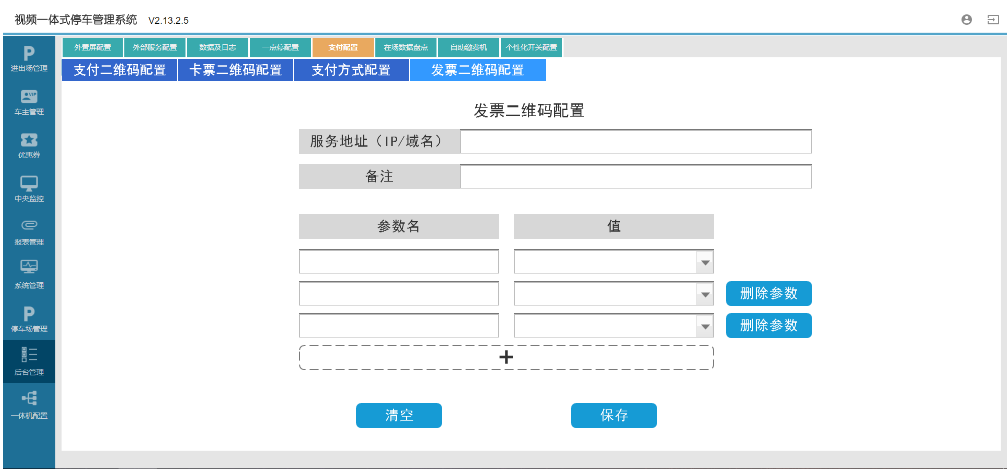 视频一体式停车管理系统 V2.13.2.5
外置屏配置 外部服务配置 数据及日志 一点停配置 支付配置 在场数据盘点 自动缴费机 个性化开关配置
支付二维码配置 卡票二维码配置 支付方式配置 发票二维码配置
P
进出场管理
车主管理
优惠券
中央监控
报表管理
系统管理
P
停车场管理
后台管理
一体机配置
发票二维码配置
服务地址（IP/域名）
备注
参数名 值
删除参数
删除参数
+
清空 保存